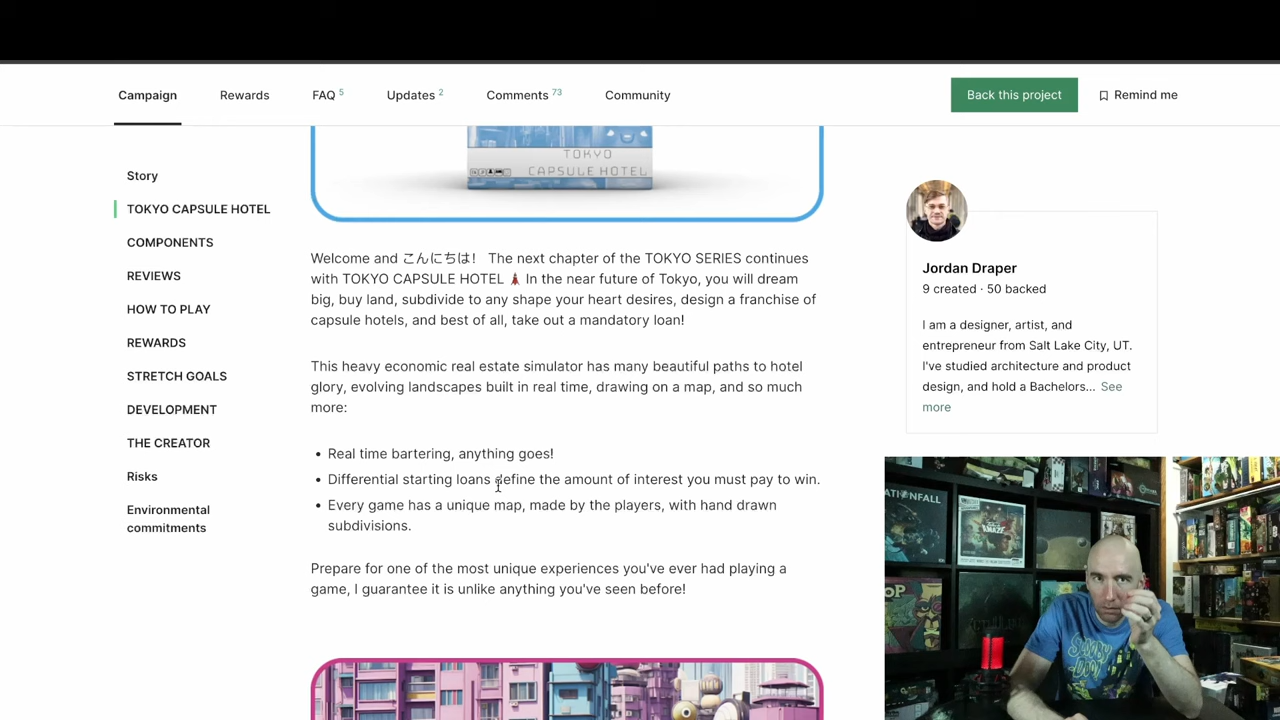 Campaign
Rewards
FAQ 5
Updates 2
Comments 73
Community
Back this project
Remind me
TOKYO
CAPSULE HOTEL
Story
TOKYO CAPSULE HOTEL
COMPONENTS
REVIEWS
HOW TO PLAY
REWARDS
STRETCH GOALS
DEVELOPMENT
THE CREATOR
Risks
Environmental
commitments
Welcome and こんにちは! The next chapter of the TOKYO SERIES continues
with TOKYO CAPSULE HOTEL 🗼 In the near future of Tokyo, you will dream
big, buy land, subdivide to any shape your heart desires, design a franchise of
capsule hotels, and best of all, take out a mandatory loan!
This heavy economic real estate simulator has many beautiful paths to hotel
glory, evolving landscapes built in real time, drawing on a map, and so much
more:
• Real time bartering, anything goes!
• Differential starting loans define the amount of interest you must pay to win.
• Every game has a unique map, made by the players, with hand drawn
subdivisions.
Prepare for one of the most unique experiences you've ever had playing a
game, I guarantee it is unlike anything you've seen before!
Jordan Draper
9 created · 50 backed
I am a designer, artist, and
entrepreneur from Salt Lake City, UT.
I've studied architecture and product
design, and hold a Bachelors... See
more